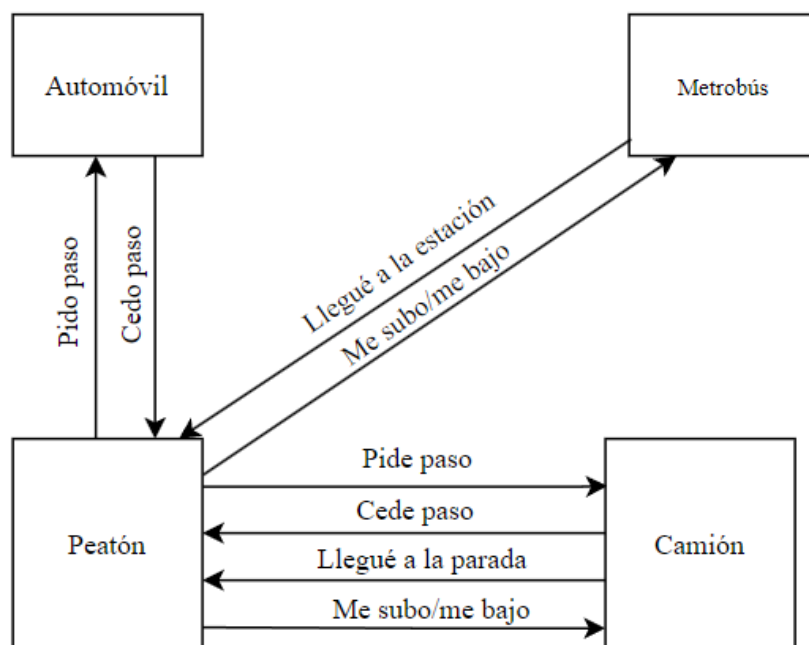 Automóvil
Metrobús
Pido paso
Cedo paso
Llegué a la estación
Me subo/me bajo
Peatón
Pide paso
Cede paso
Llegué a la parada
Me subo/me bajo
Camión